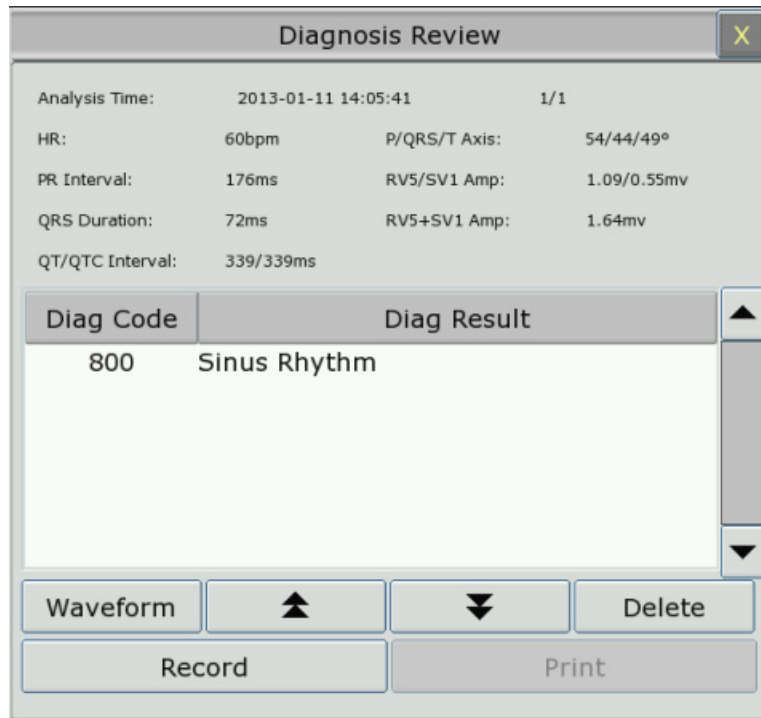 Diagnosis Review X
Analysis Time: 2013-01-11 14:05:41 1/1
HR: 60bpm P/QRS/T Axis: 54/44/49º
PR Interval: 176ms RV5/SV1 Amp: 1.09/0.55mv
QRS Duration: 72ms RV5+SV1 Amp: 1.64mv
QT/QTC Interval: 339/339ms
Diag Code Diag Result
800 Sinus Rhythm
Waveform Delete
Record Print